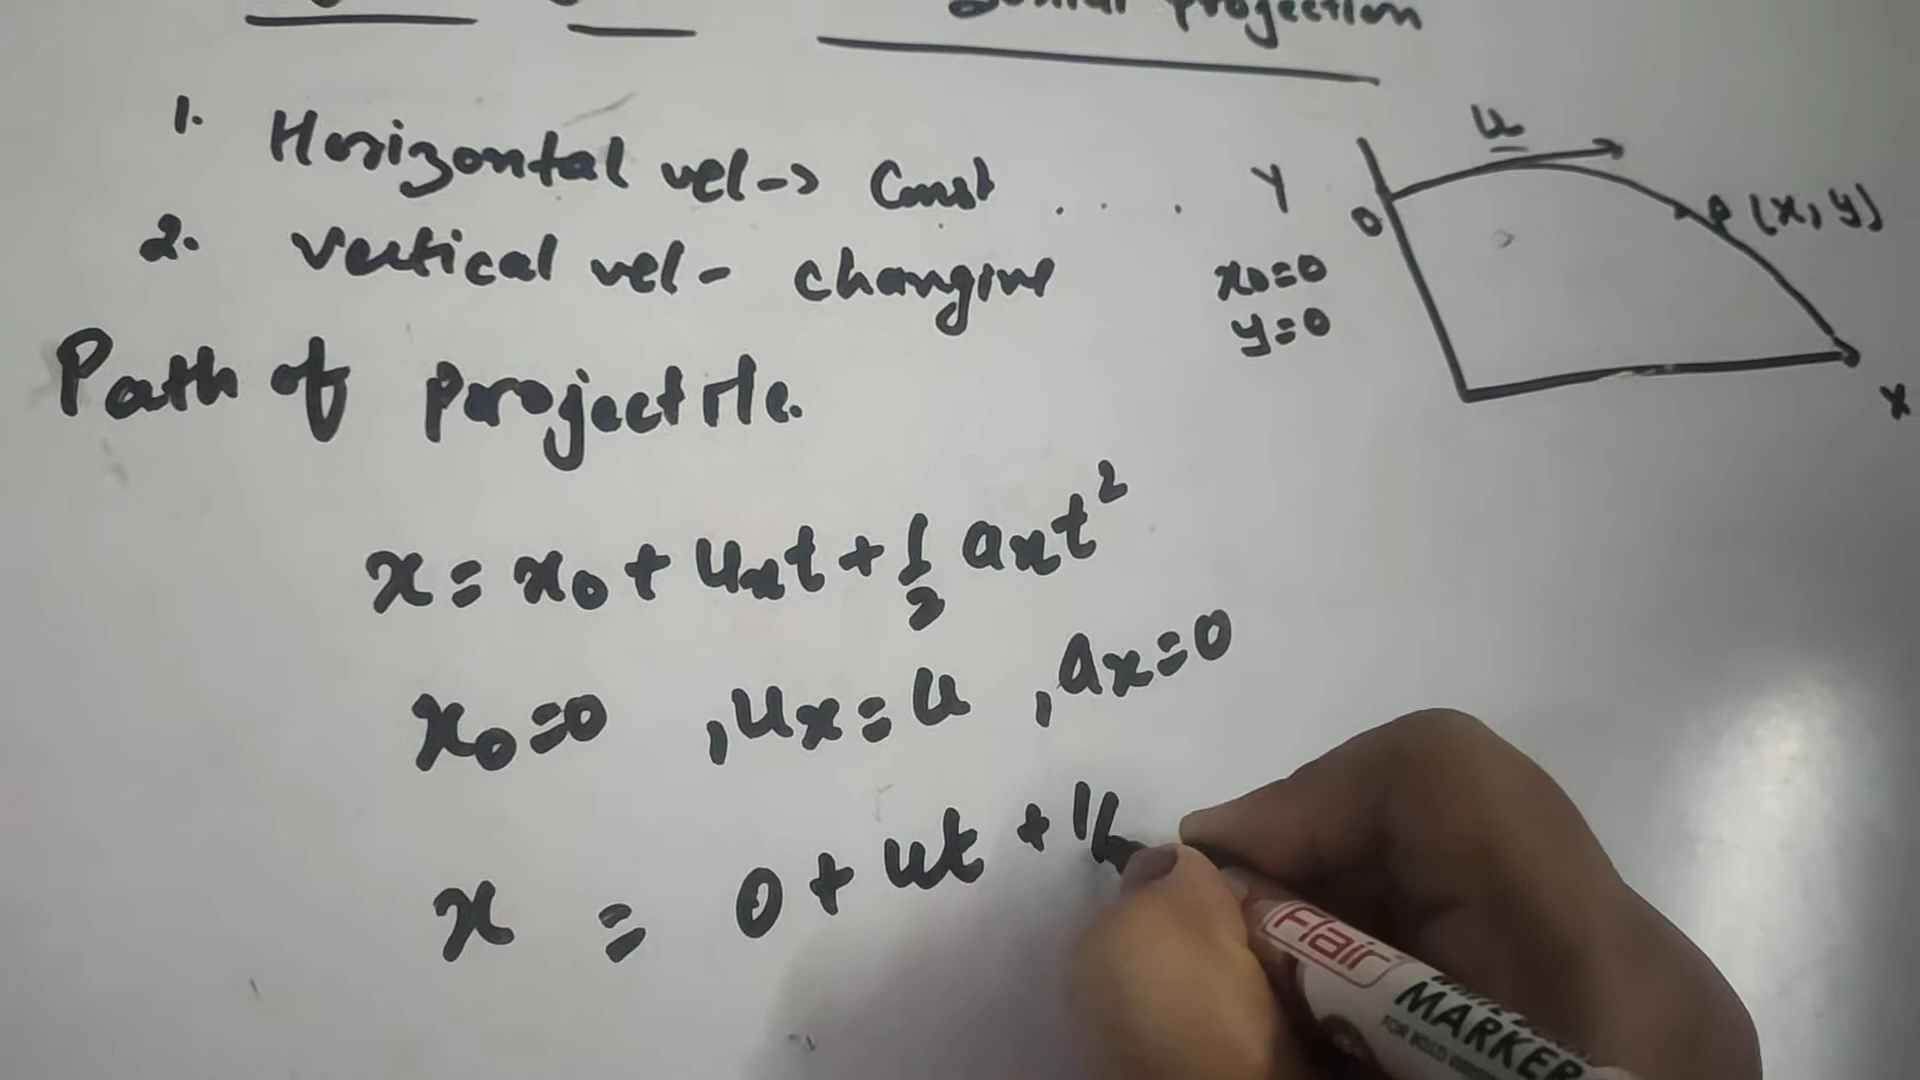 projection
1. Horizontal vel-> Const ....
2. Vertical vel- changing
Path of projectile.
x = x₀ + uₓt + 1/2 aₓt²
x₀=0 , uₓ=u , aₓ=0
x = 0 + ut + 1/
u
Y
O
P (x, y)
x₀=0
y=0
X
Flair
MARKER